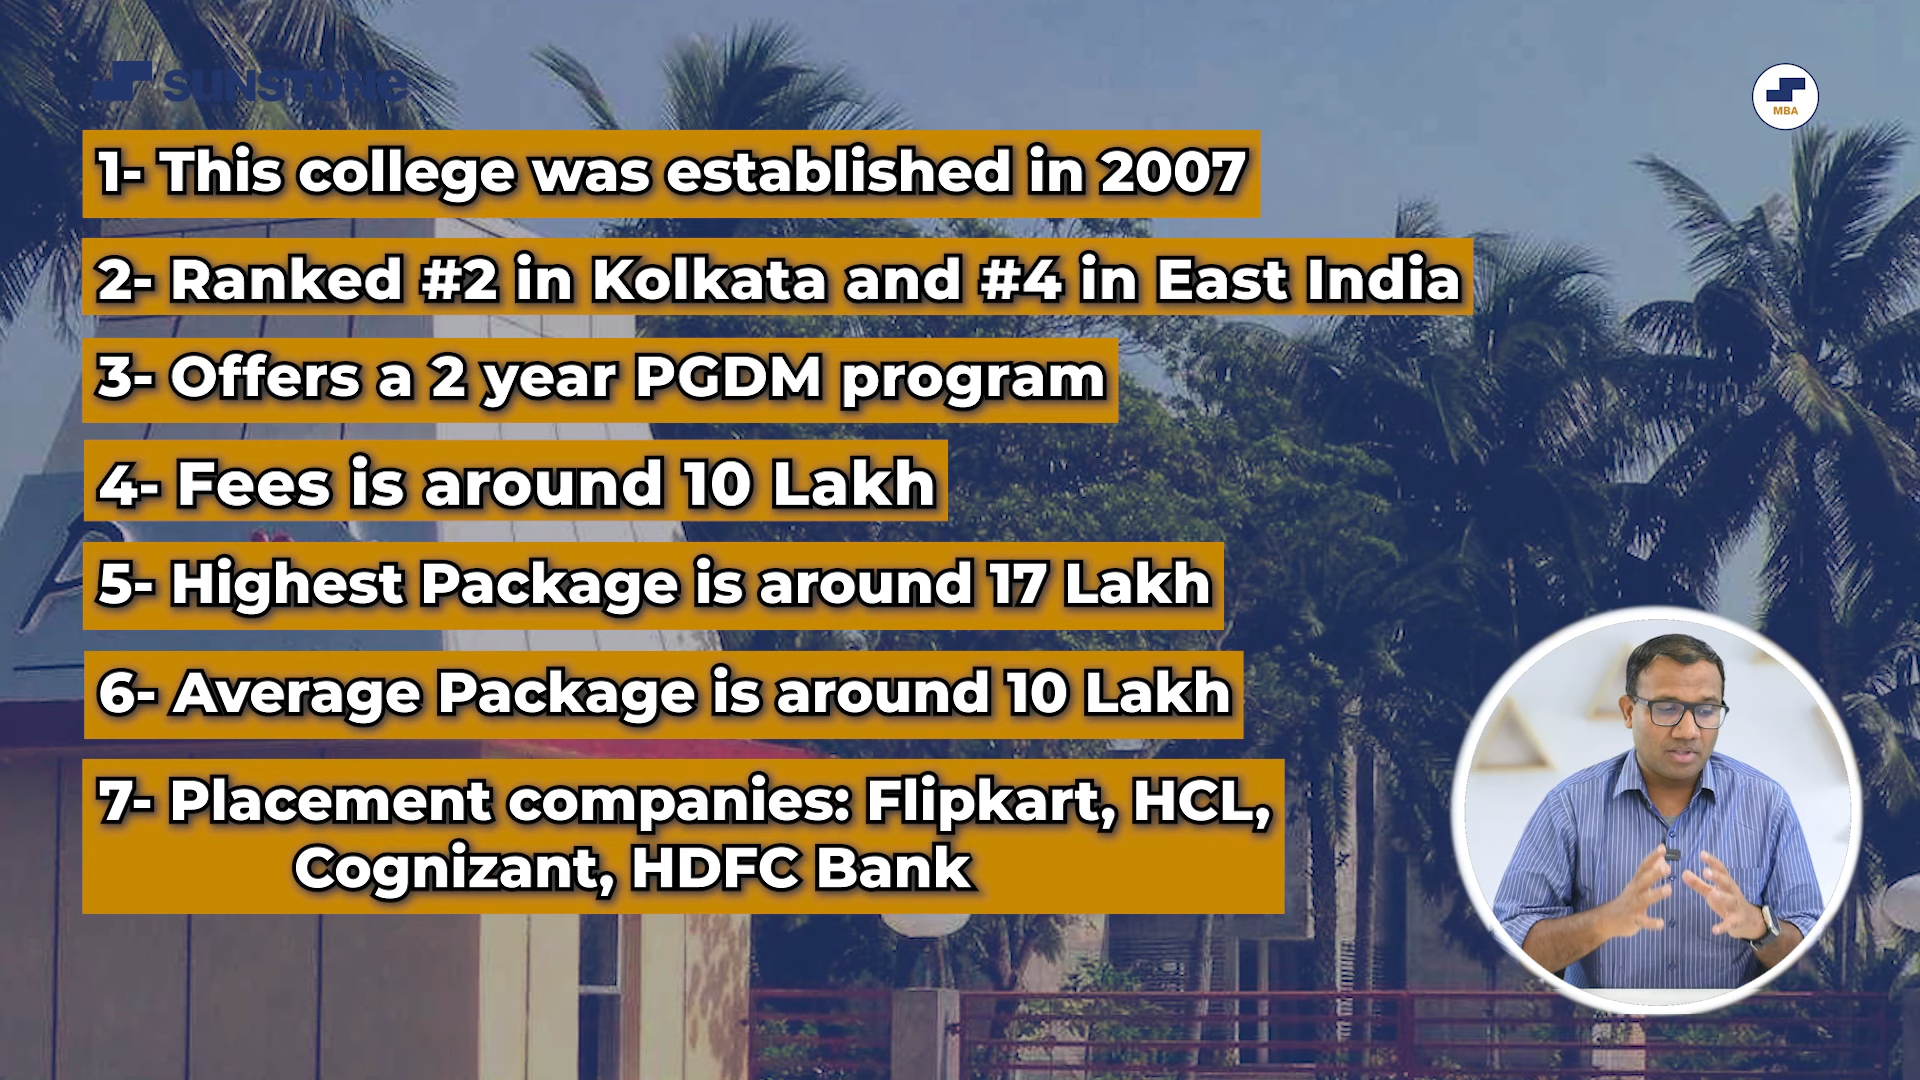 SUNSTONE
MBA
1- This college was established in 2007
2- Ranked #2 in Kolkata and #4 in East India
3- Offers a 2 year PGDM program
4- Fees is around 10 Lakh
5- Highest Package is around 17 Lakh
6- Average Package is around 10 Lakh
7- Placement companies: Flipkart, HCL,
Cognizant, HDFC Bank